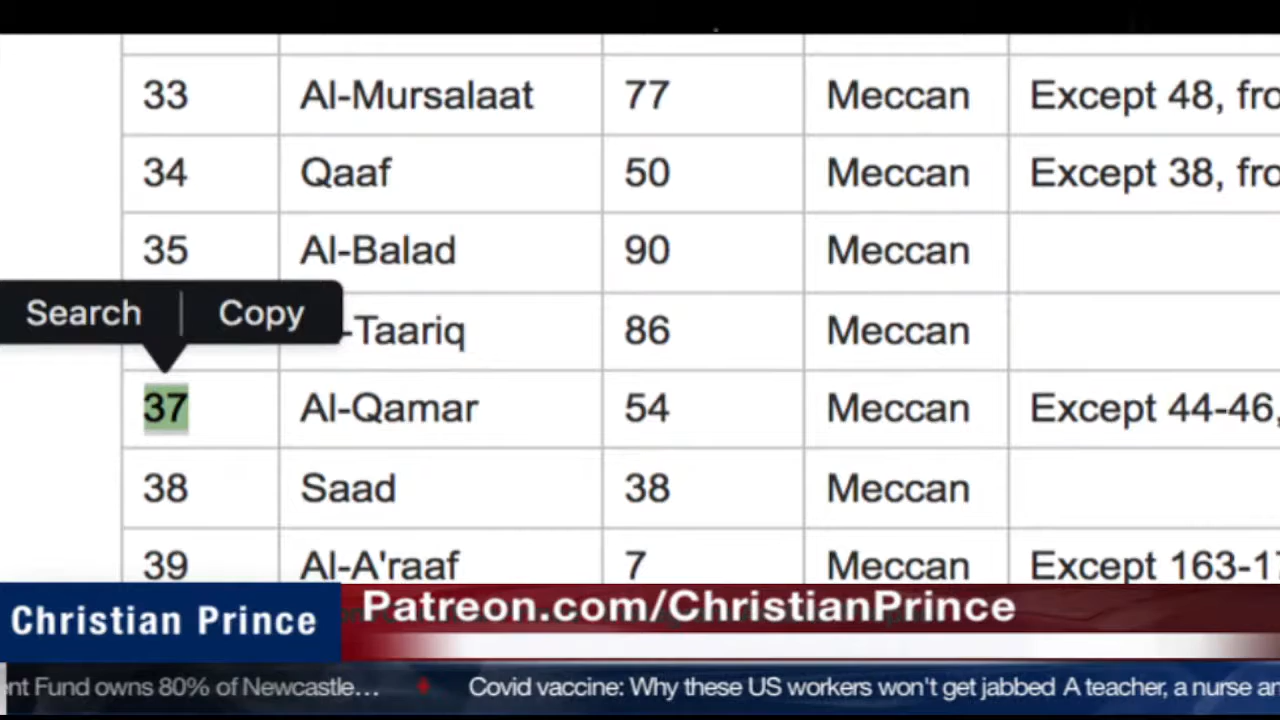 33 Al-Mursalaat 77 Meccan Except 48, fro
34 Qaaf 50 Meccan Except 38, fro
35 Al-Balad 90 Meccan
Search Copy
-Taariq 86 Meccan
37 Al-Qamar 54 Meccan Except 44-46,
38 Saad 38 Meccan
39 Al-A'raaf 7 Meccan Except 163-17
Christian Prince Patreon.com/ChristianPrince
nt Fund owns 80% of Newcastle... Covid vaccine: Why these US workers won't get jabbed A teacher, a nurse an